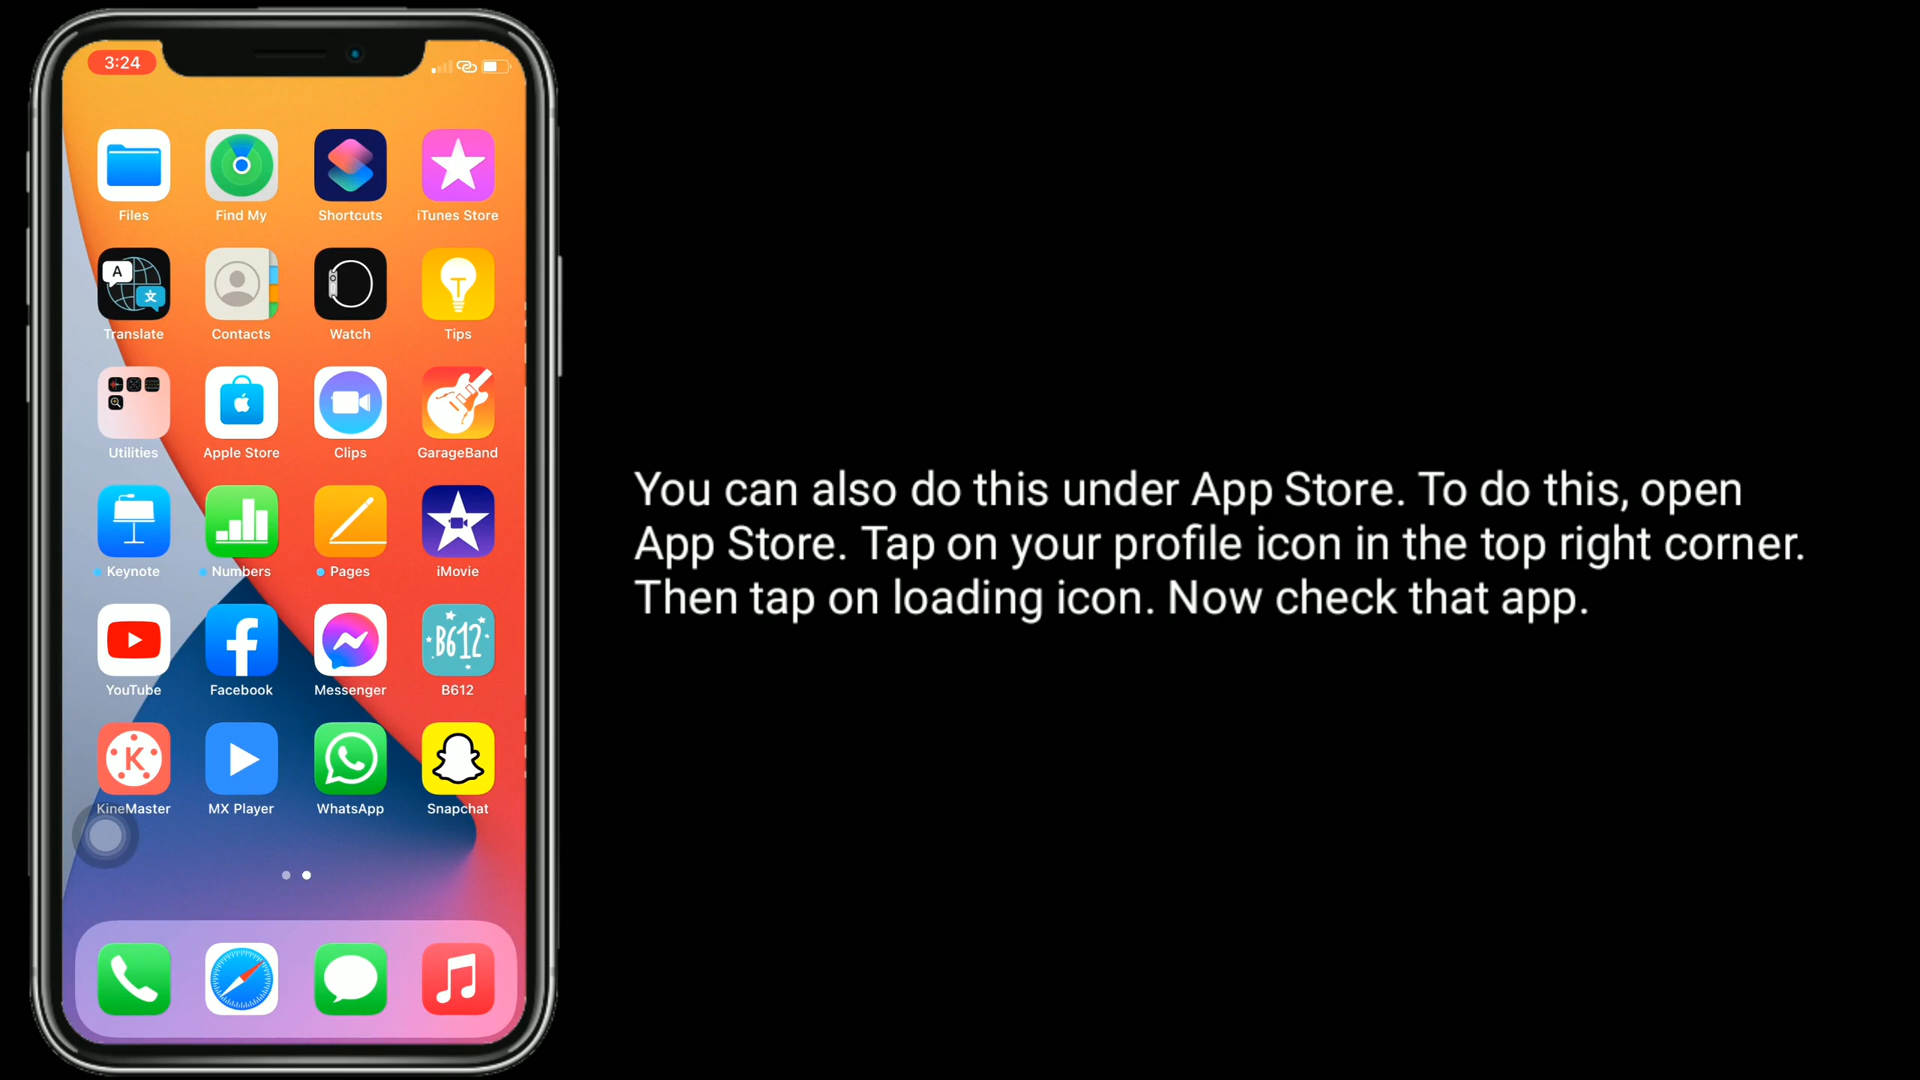 3:24
Files Find My Shortcuts iTunes Store
A
文
Translate Contacts Watch Tips
Utilities Apple Store Clips GarageBand
Keynote Numbers Pages iMovie
B612
YouTube Facebook Messenger B612
K
KineMaster MX Player WhatsApp Snapchat
You can also do this under App Store. To do this, open
App Store. Tap on your profile icon in the top right corner.
Then tap on loading icon. Now check that app.